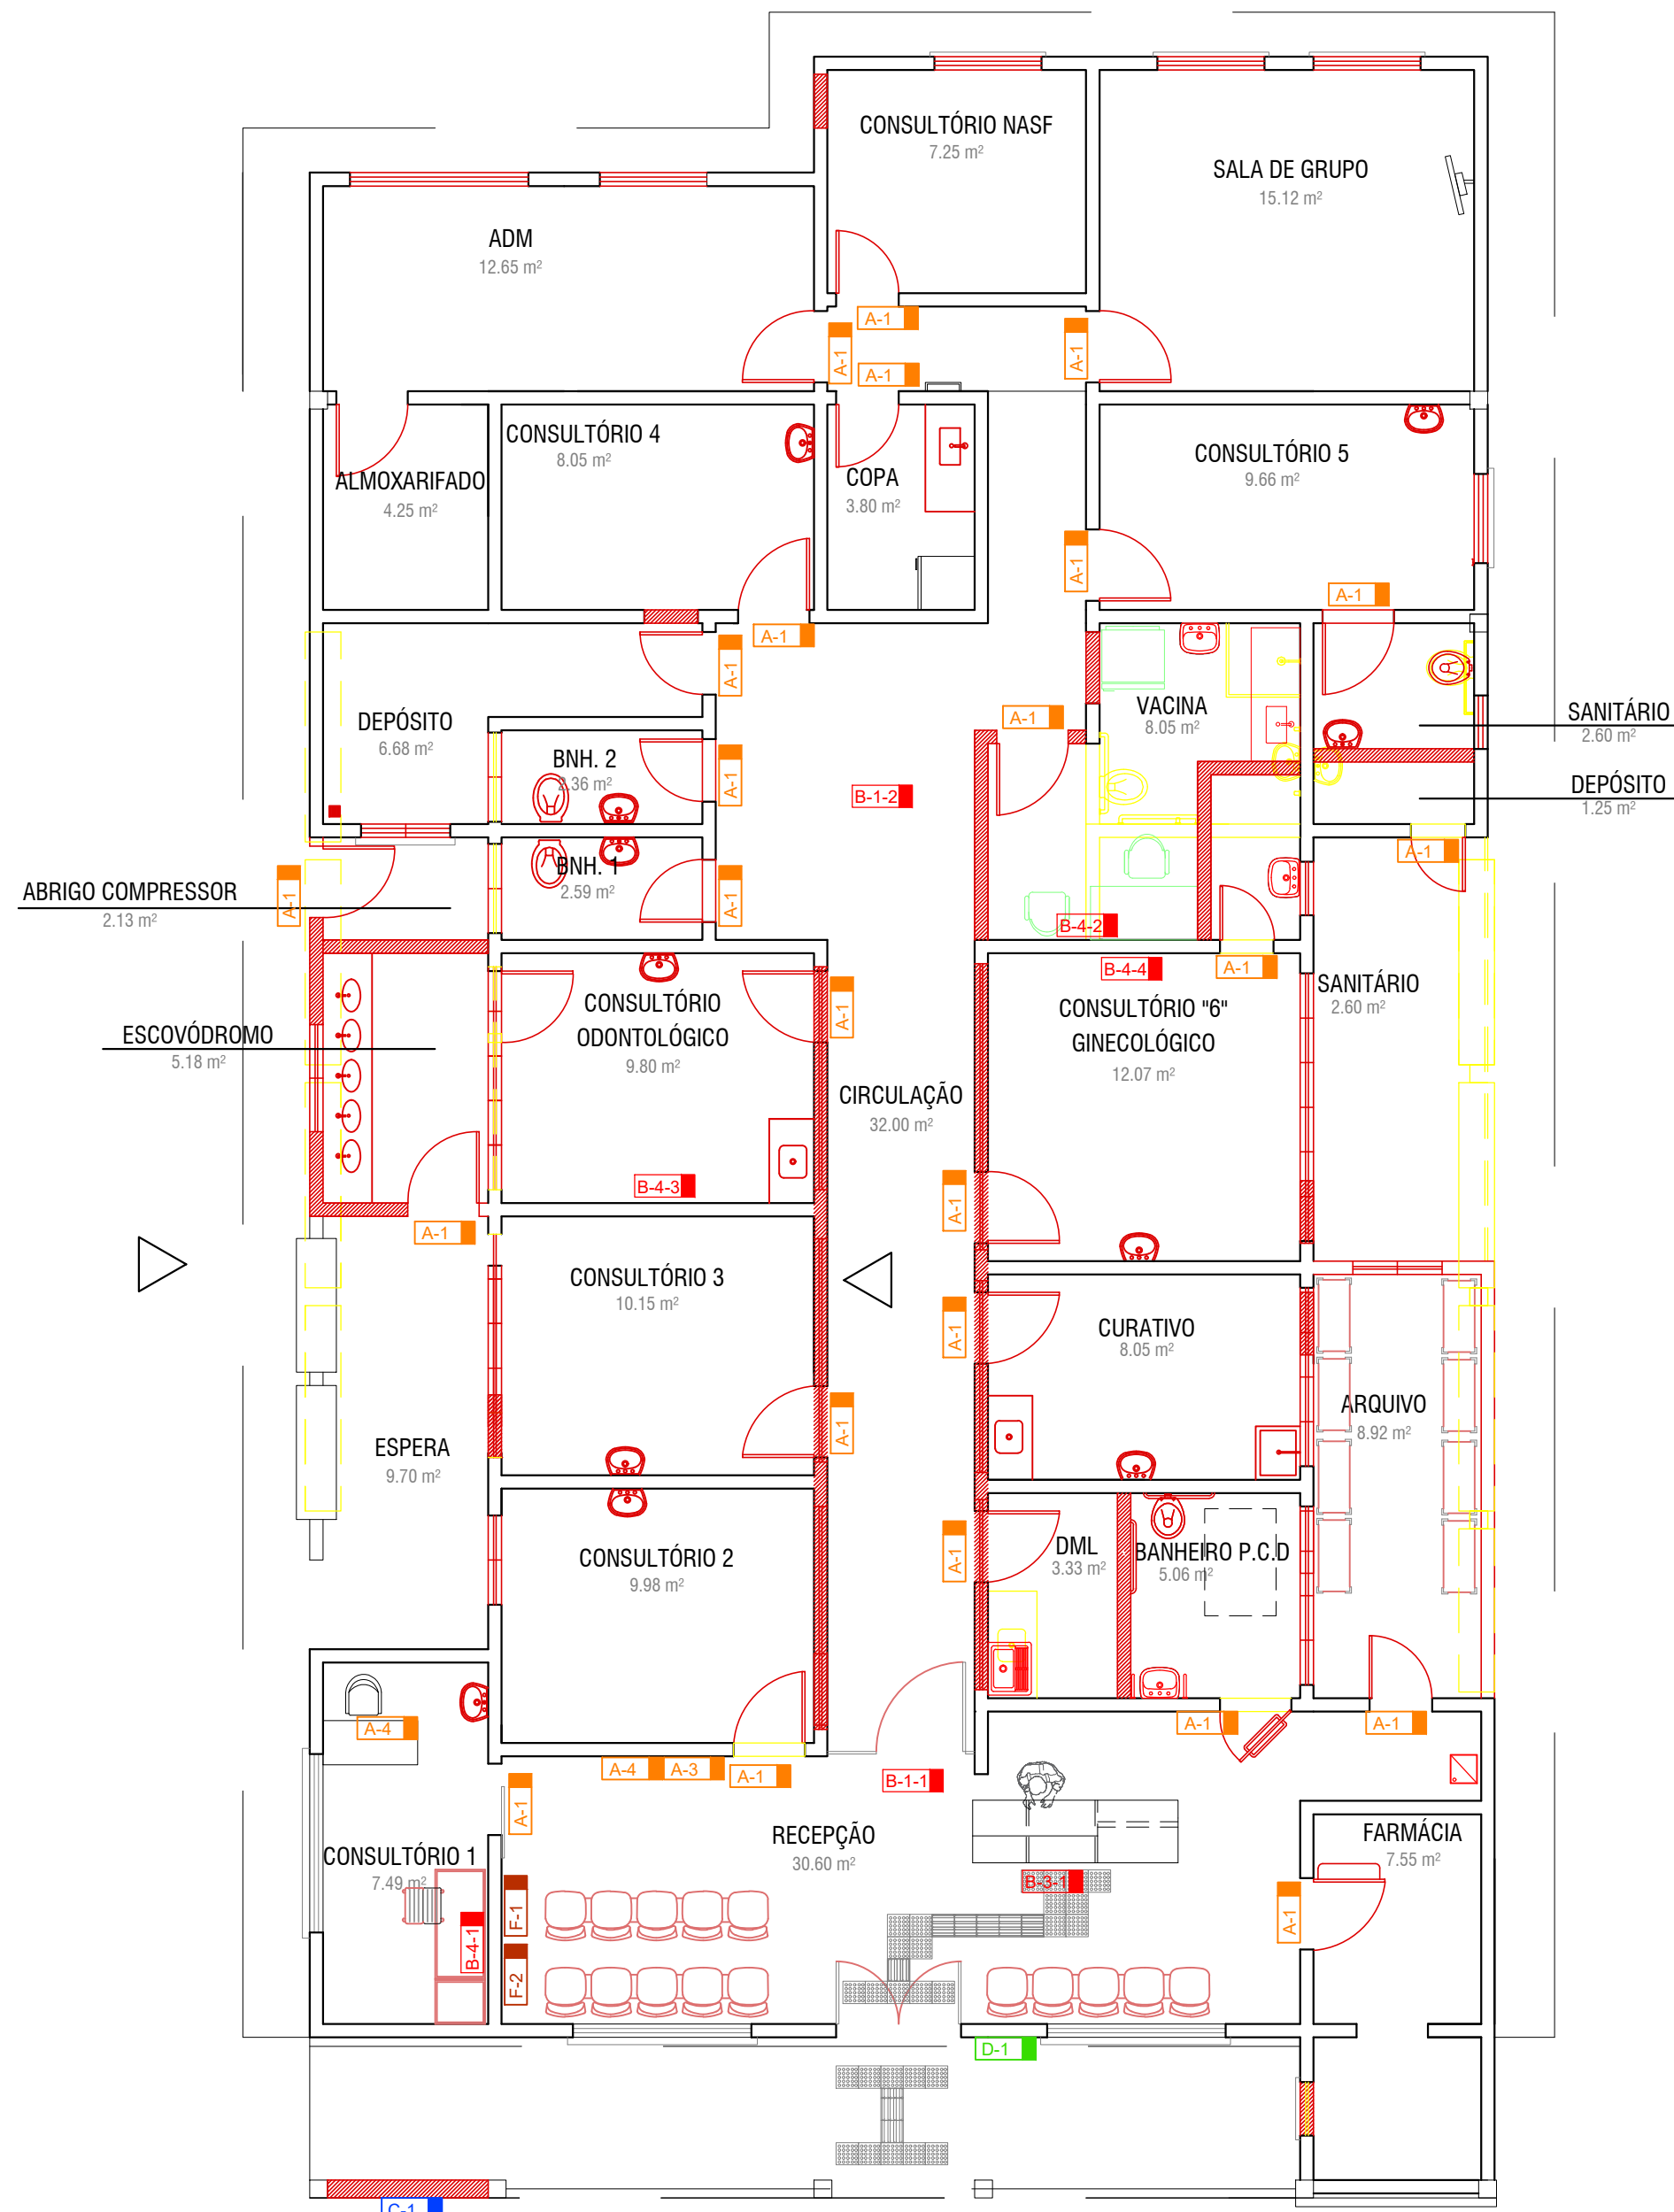 CONSULTÓRIO NASF
7.25 m²
SALA DE GRUPO
15.12 m²
ADM
12.65 m²
A-1
A-1
A-1
A-1
CONSULTÓRIO 4
8.05 m²
ALMOXARIFADO
4.25 m²
COPA
3.80 m²
CONSULTÓRIO 5
9.66 m²
A-1
A-1
A-1
A-1
DEPÓSITO
6.68 m²
BNH. 2
2.36 m²
A-1
A-1
VACINA
8.05 m²
SANITÁRIO
2.60 m²
DEPÓSITO
1.25 m²
B-1-2
BNH. 1
2.59 m²
A-1
A-1
A-1
ABRIGO COMPRESSOR
2.13 m²
B-4-2
B-4-4
A-1
SANITÁRIO
2.60 m²
CONSULTÓRIO
ODONTOLÓGICO
9.80 m²
A-1
CONSULTÓRIO "6"
GINECOLÓGICO
12.07 m²
ESCOVÓDROMO
5.18 m²
CIRCULAÇÃO
32.00 m²
B-4-3
A-1
A-1
CONSULTÓRIO 3
10.15 m²
A-1
CURATIVO
8.05 m²
A-1
ARQUIVO
8.92 m²
ESPERA
9.70 m²
CONSULTÓRIO 2
9.98 m²
A-1
DML
3.33 m²
BANHEIRO P.C.D
5.06 m²
A-4
A-1
A-1
A-4
A-3
A-1
B-1-1
A-1
RECEPÇÃO
30.60 m²
FARMÁCIA
7.55 m²
CONSULTÓRIO 1
7.49 m²
B-3-1
F-1
A-1
B-4-1
F-2
D-1
C-1